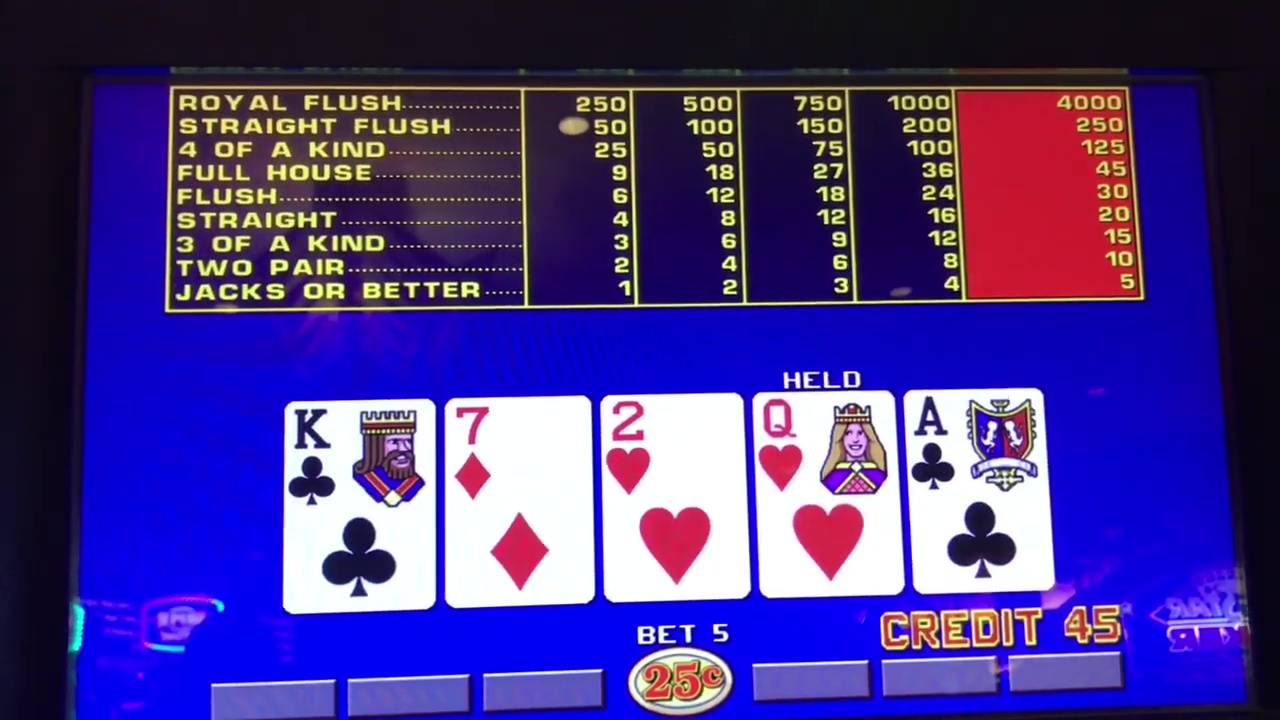 ROYAL FLUSH 250 500 750 1000 4000
STRAIGHT FLUSH 50 100 150 200 250
4 OF A KIND 25 50 75 100 125
FULL HOUSE 9 18 27 36 45
FLUSH 6 12 18 24 30
STRAIGHT 4 8 12 16 20
3 OF A KIND 3 6 9 12 15
TWO PAIR 2 4 6 8 10
JACKS OR BETTER 1 2 3 4 5
HELD
K 7 2 Q A
BET 5
CREDIT 45
25¢